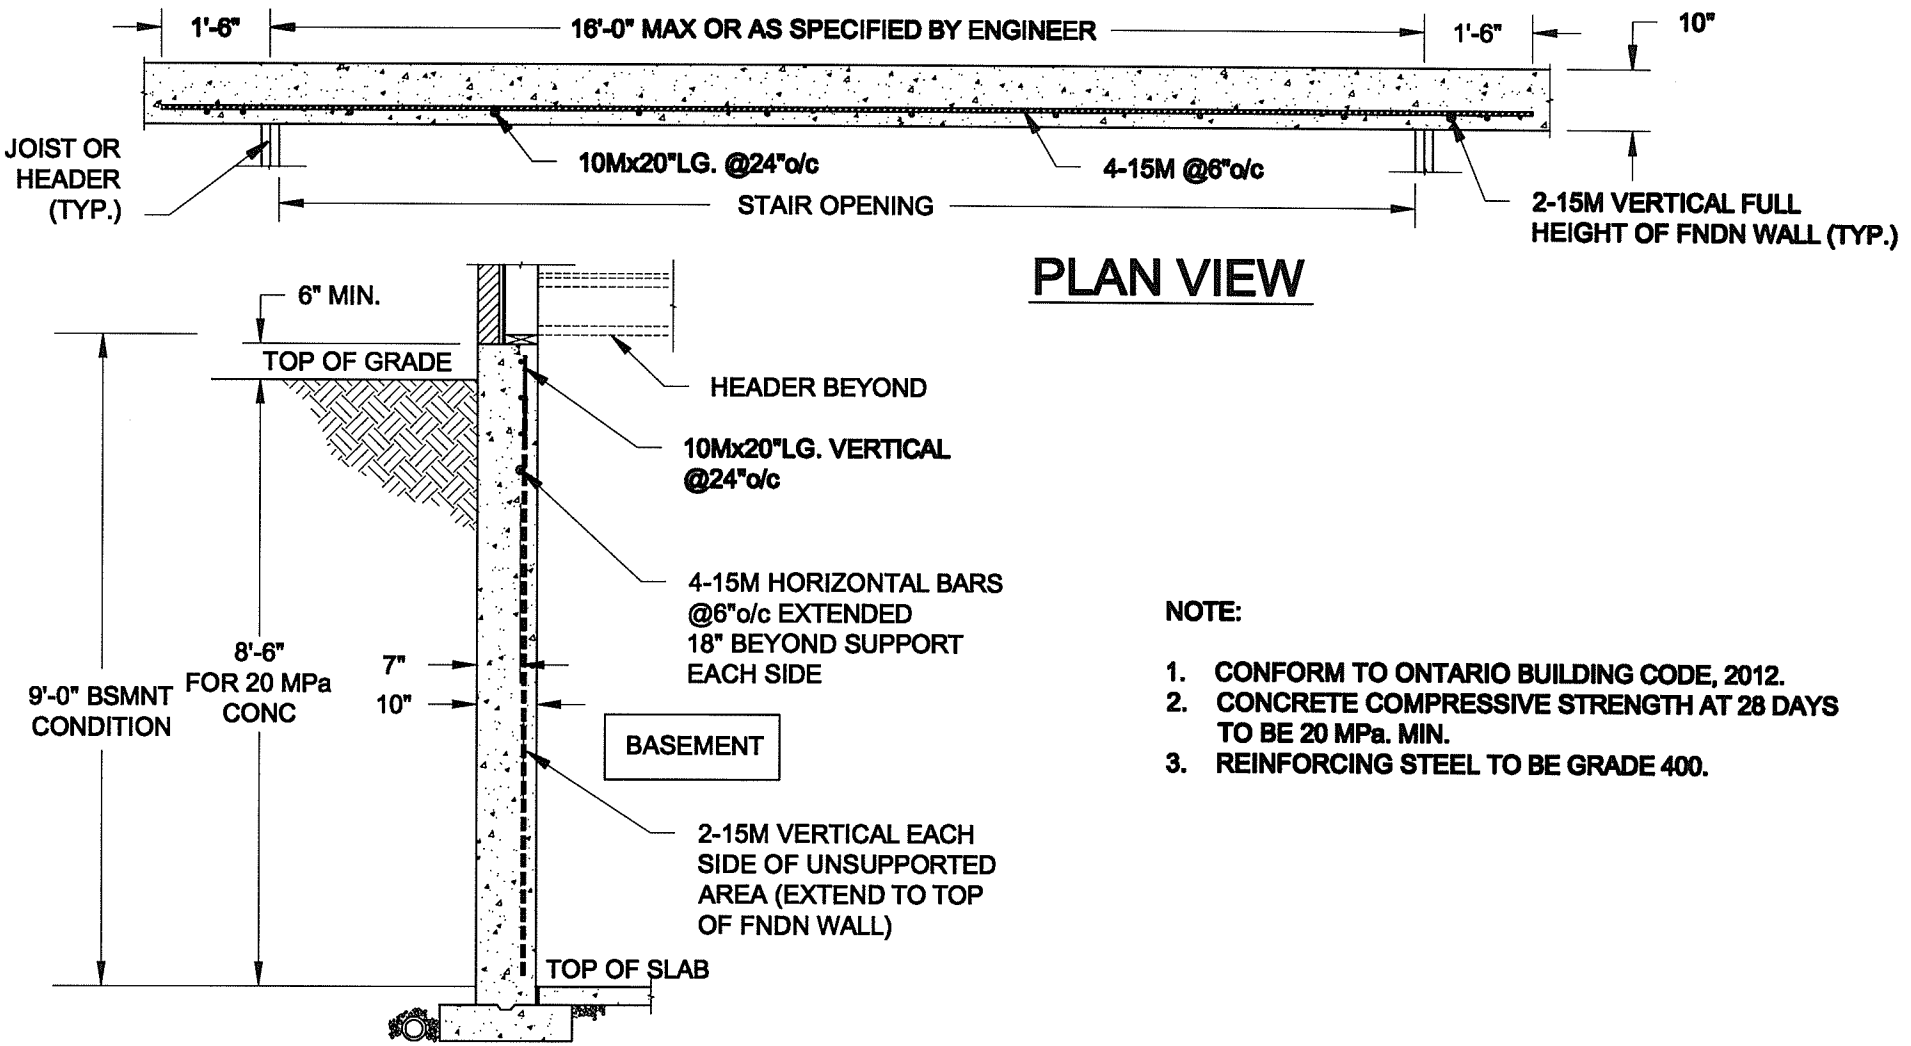 1'-6"
16'-0" MAX OR AS SPECIFIED BY ENGINEER
1'-6"
10"
JOIST OR
HEADER
(TYP.)
10Mx20"LG. @24"o/c
4-15M @6"o/c
STAIR OPENING
2-15M VERTICAL FULL
HEIGHT OF FNDN WALL (TYP.)
PLAN VIEW
6" MIN.
TOP OF GRADE
HEADER BEYOND
10Mx20"LG. VERTICAL
@24"o/c
4-15M HORIZONTAL BARS
@6"o/c EXTENDED
18" BEYOND SUPPORT
EACH SIDE
8'-6"
FOR 20 MPa
CONC
9'-0" BSMNT
CONDITION
7"
10"
BASEMENT
2-15M VERTICAL EACH
SIDE OF UNSUPPORTED
AREA (EXTEND TO TOP
OF FNDN WALL)
TOP OF SLAB
NOTE:
1. CONFORM TO ONTARIO BUILDING CODE, 2012.
2. CONCRETE COMPRESSIVE STRENGTH AT 28 DAYS
TO BE 20 MPa. MIN.
3. REINFORCING STEEL TO BE GRADE 400.